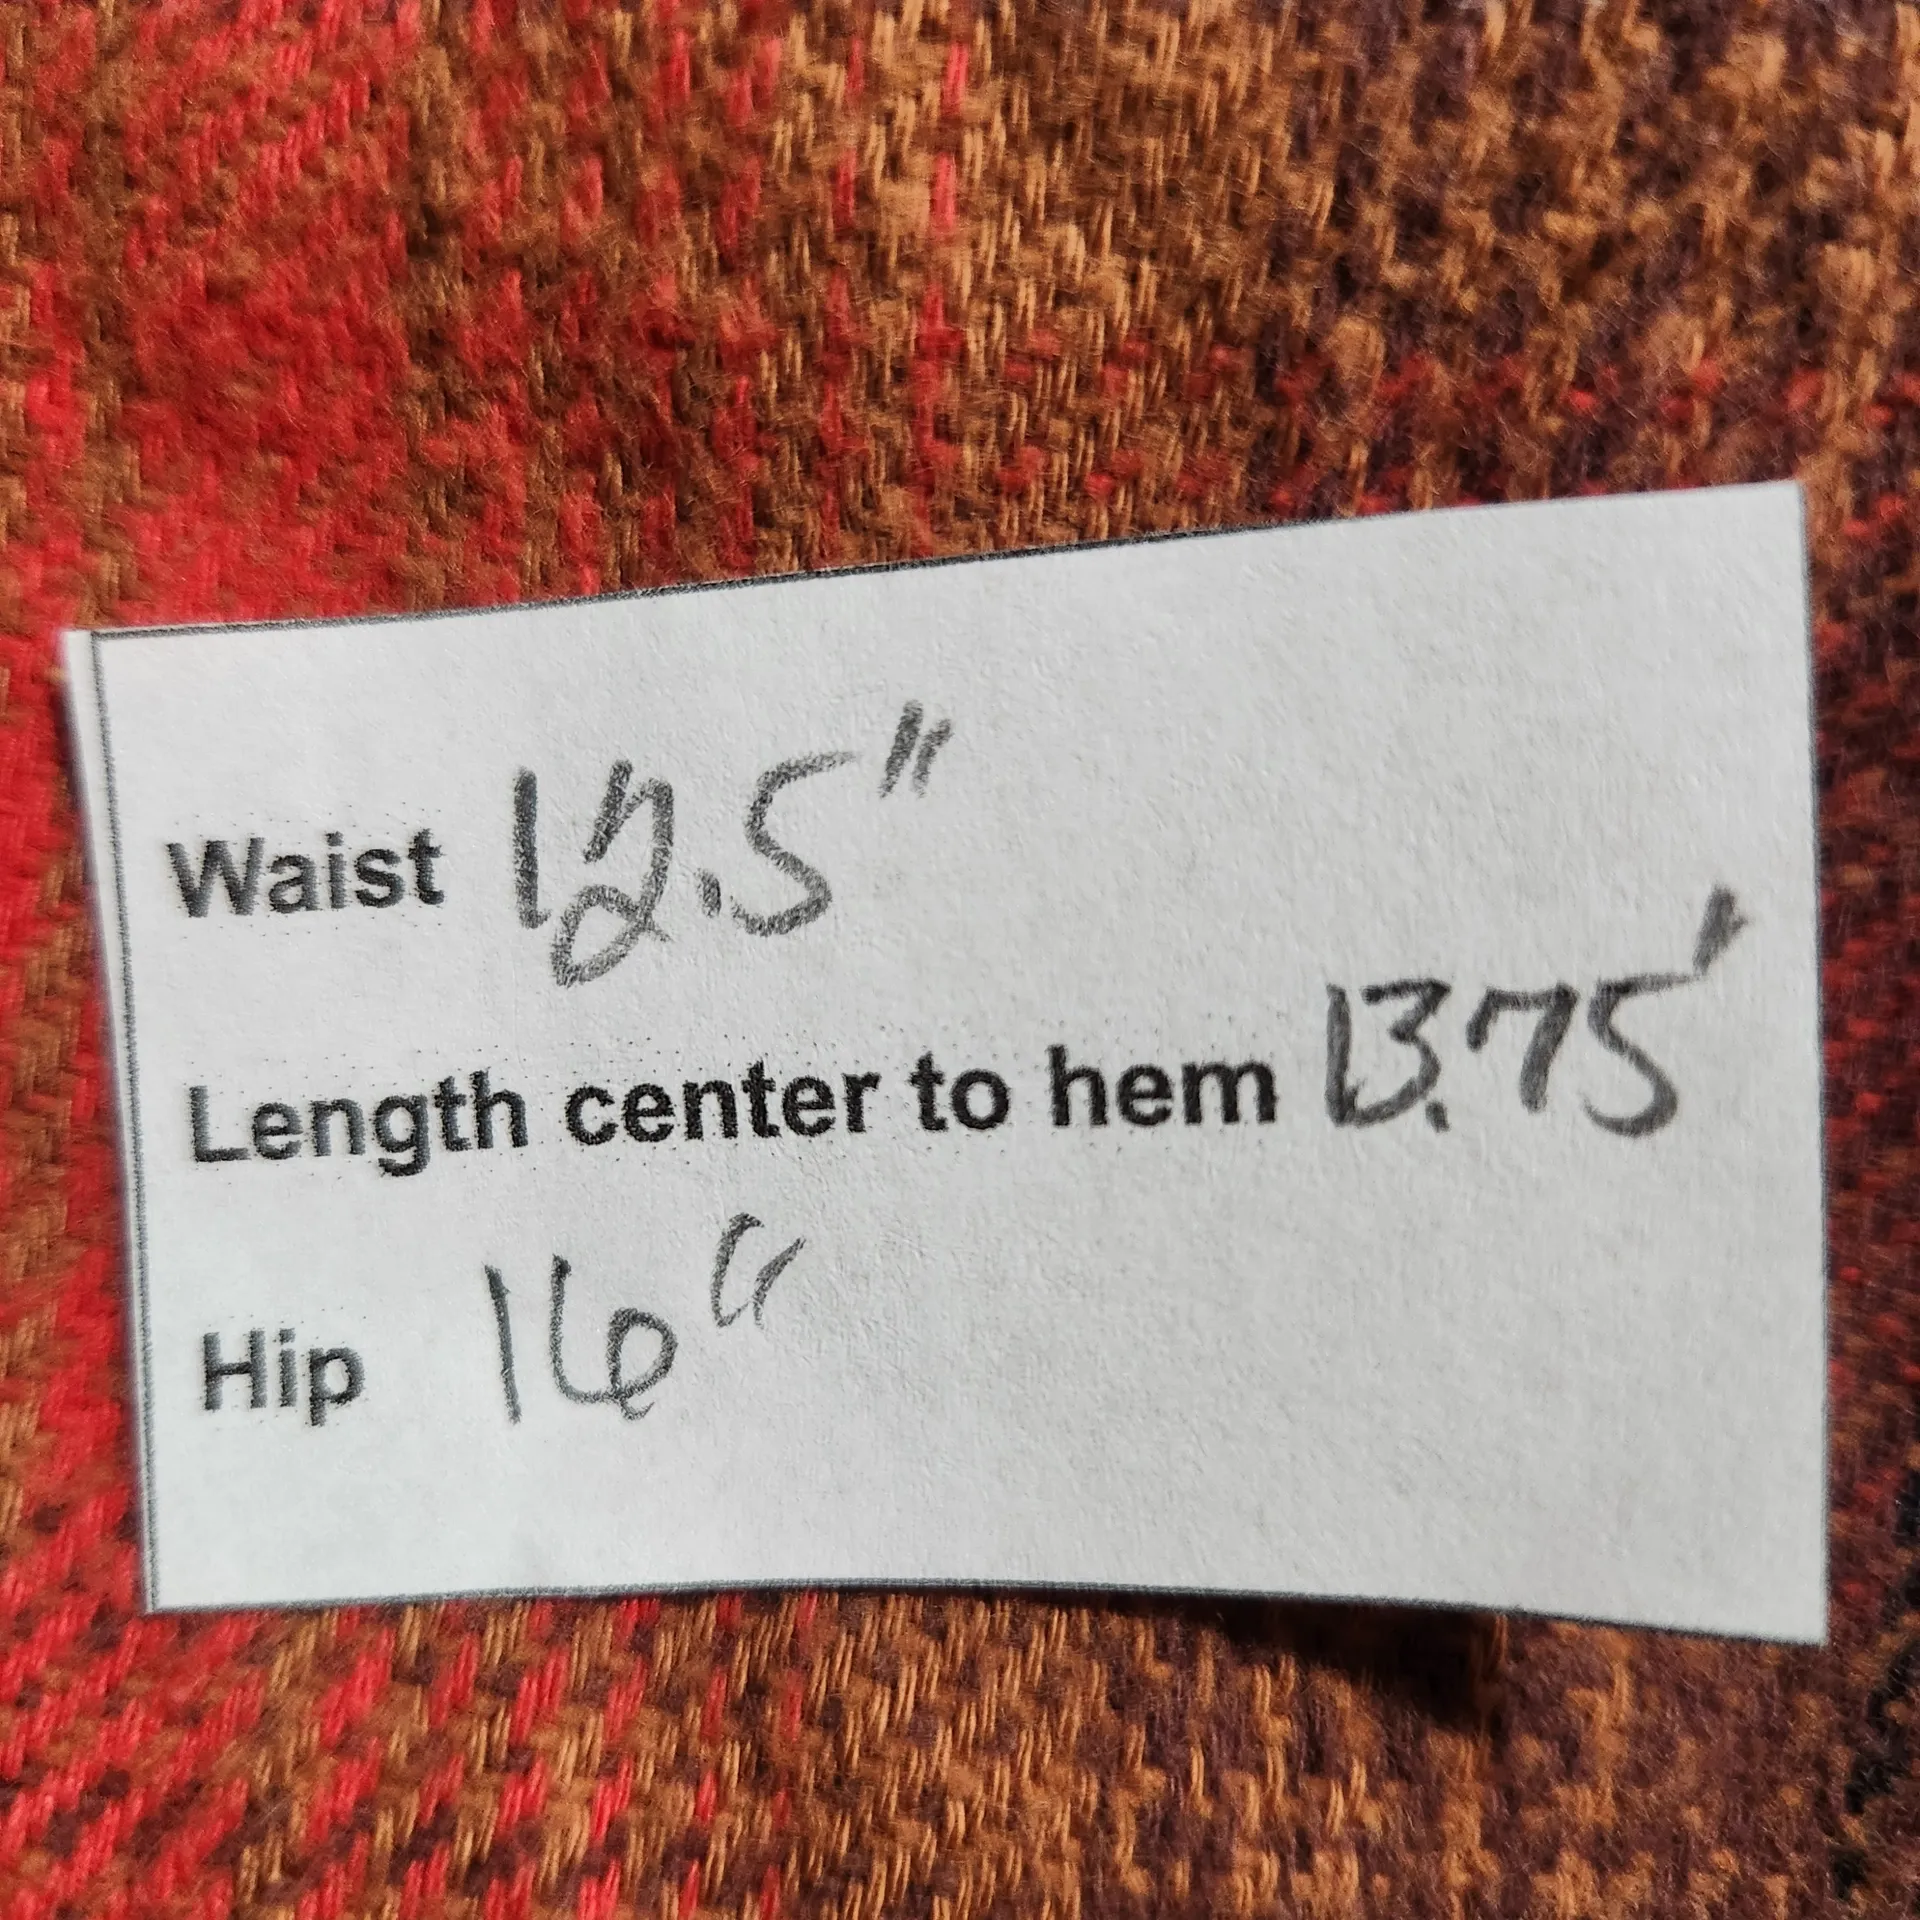 Waist 12.5"
Length center to hem 13.75"
Hip 16"